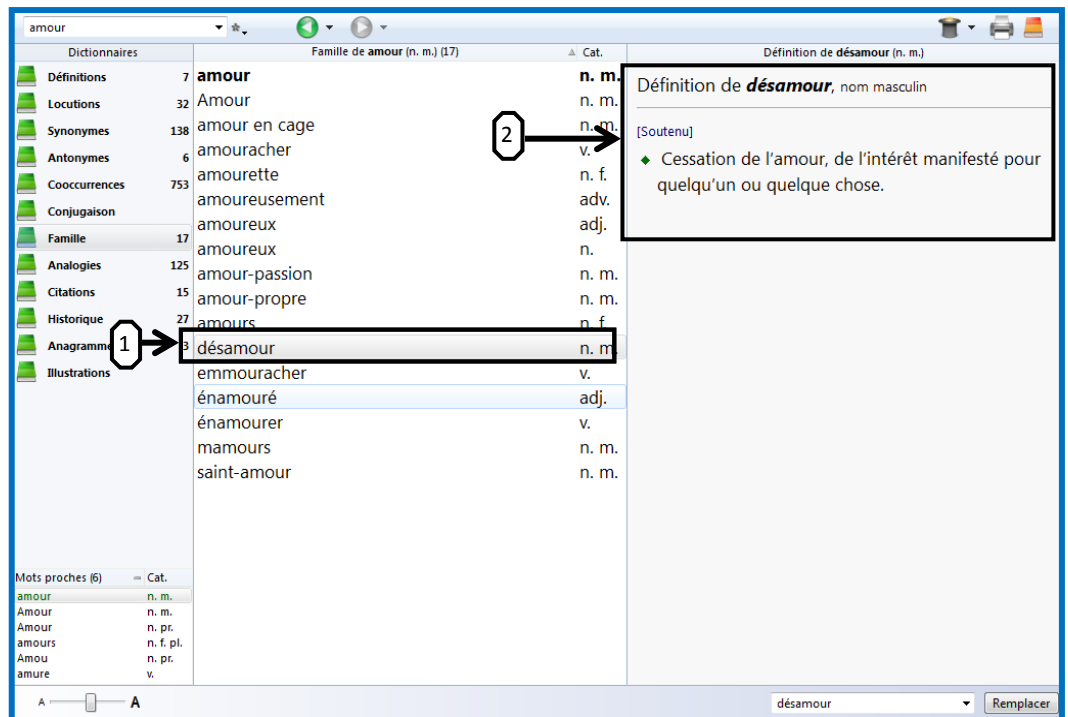 amour
Dictionnaires
Définitions 7
Locutions 32
Synonymes 138
Antonymes 6
Cooccurrences 753
Conjugaison
Famille 17
Analogies 125
Citations 15
Historique 27
Anagramme 3
Illustrations
Mots proches (6) Cat.
amour n. m.
Amour n. m.
Amour n. pr.
amours n. f. pl.
Amou n. pr.
amure v.
A A
Famille de amour (n. m.) (17) Cat.
amour n. m.
Amour n. m.
amour en cage n. m.
amouracher v.
amourette n. f.
amoureusement adv.
amoureux adj.
amoureux n.
amour-passion n. m.
amour-propre n. m.
amours n. f.
1
désamour n. m.
emmouracher v.
énamouré adj.
énamourer v.
mamours n. m.
saint-amour n. m.
Définition de désamour (n. m.)
2
Définition de désamour, nom masculin
[Soutenu]
Cessation de l'amour, de l'intérêt manifesté pour
quelqu'un ou quelque chose.
désamour Remplacer